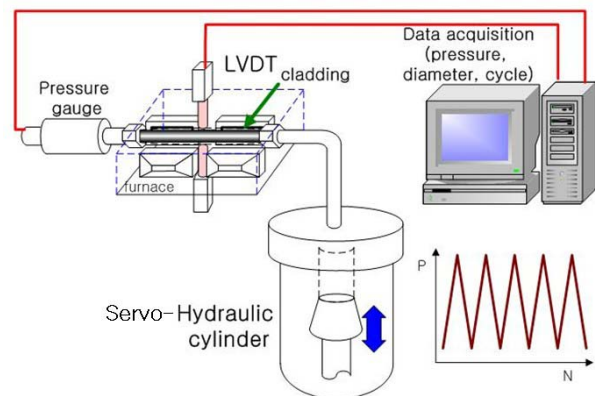 Pressure
gauge
LVDT
cladding
Data acquisition
(pressure,
diameter, cycle)
furnace
Servo-Hydraulic
cylinder
P
N